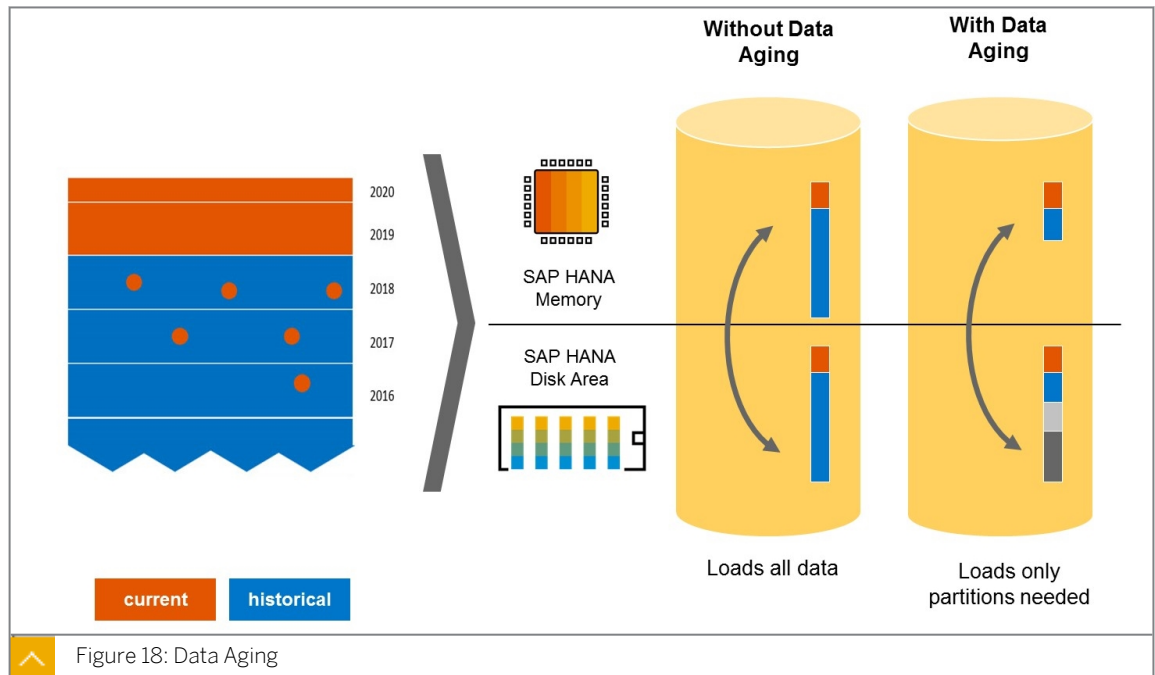 Without Data
Aging
With Data
Aging
2020
2019
2018
2017
2016
SAP HANA
Memory
SAP HANA
Disk Area
Loads all data
Loads only
partitions needed
current
historical
Figure 18: Data Aging